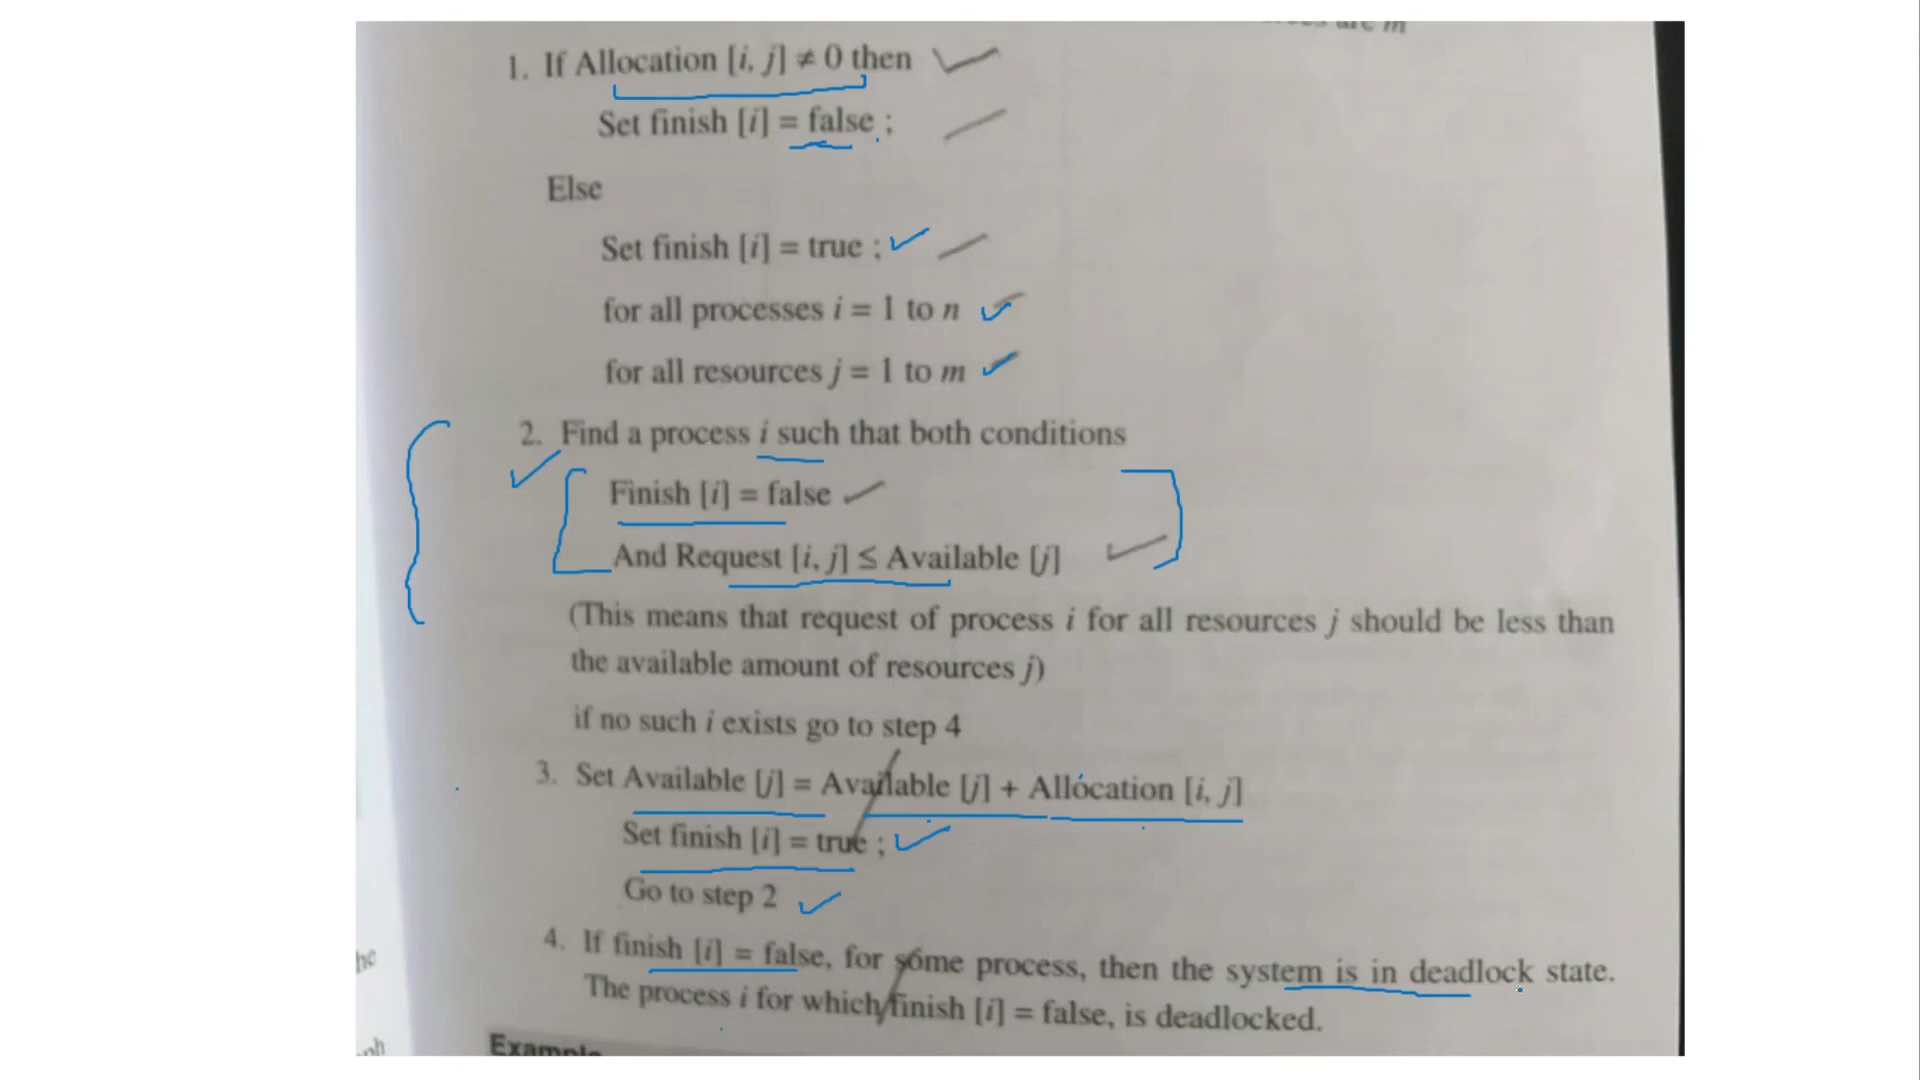 are m
1. If Allocation [i, j] ≠ 0 then
Set finish [i] = false ;
Else
Set finish [i] = true ;
for all processes i = 1 to n
for all resources j = 1 to m
2. Find a process i such that both conditions
Finish [i] = false
And Request [i, j] ≤ Available [j]
(This means that request of process i for all resources j should be less than
the available amount of resources j)
if no such i exists go to step 4
3. Set Available [j] = Available [j] + Allocation [i, j]
Set finish [i] = true ;
Go to step 2
4. If finish [i] = false, for some process, then the system is in deadlock state.
he
The process i for which finish [i] = false, is deadlocked.
ph
Example